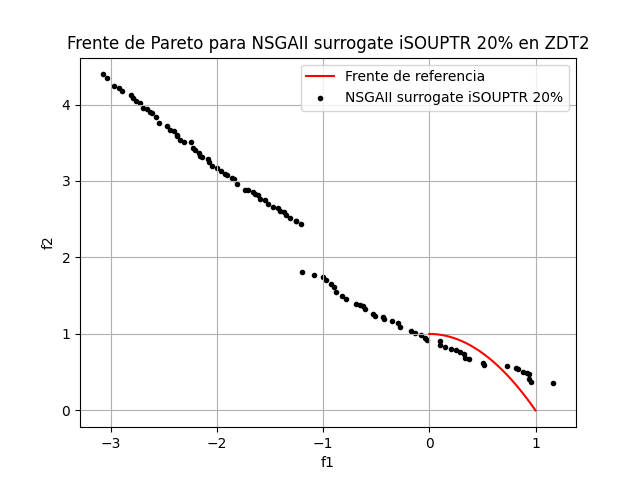 Frente de Pareto para NSGAII surrogate iSOUPTR 20% en ZDT2
Frente de referencia
NSGAII surrogate iSOUPTR 20%
f2
4
3
2
1
0
−3
−2
−1
0
1
f1